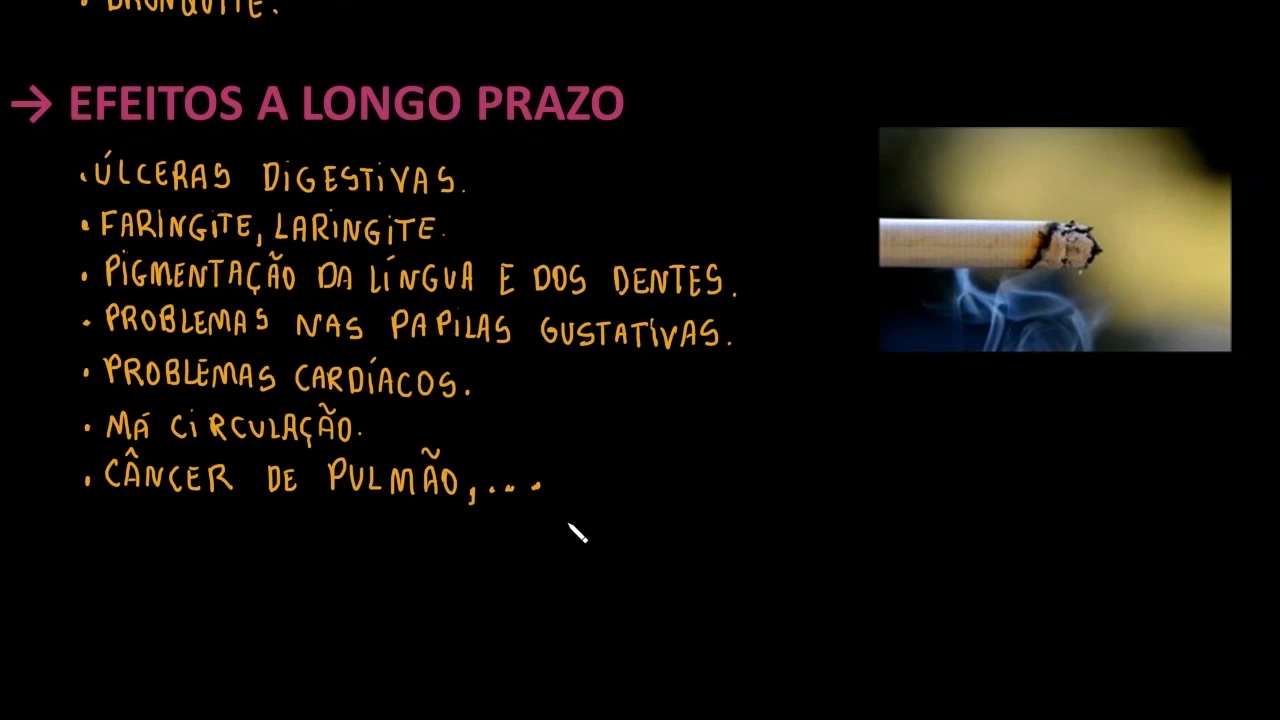 • BRONQUITE.
→ EFEITOS A LONGO PRAZO
• ÚLCERAS DIGESTIVAS.
• FARINGITE, LARINGITE.
• PIGMENTAÇÃO DA LÍNGUA E DOS DENTES.
• PROBLEMAS NAS PAPILAS GUSTATIVAS.
• PROBLEMAS CARDÍACOS.
• MÁ CIRCULAÇÃO.
• CÂNCER DE PULMÃO,...